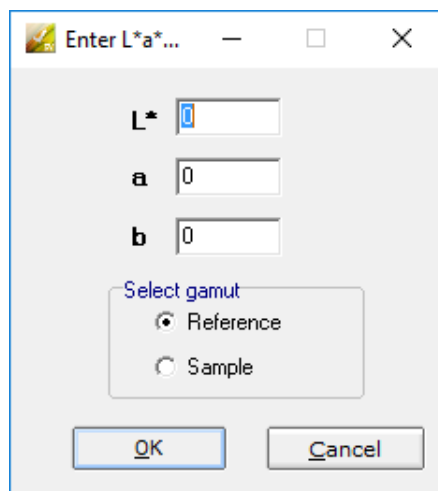 Enter L*a*...
L* 0
a 0
b 0
Select gamut
Reference
Sample
OK Cancel